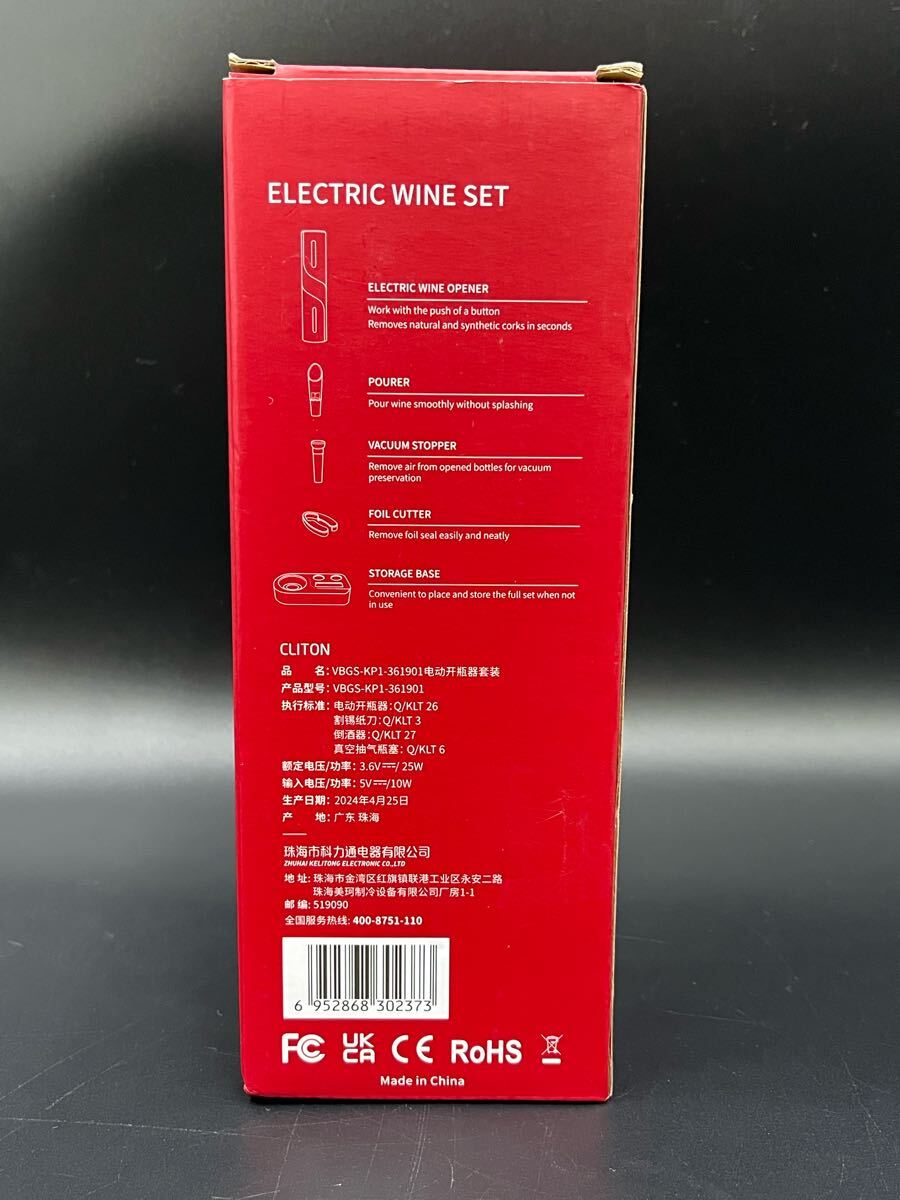 ELECTRIC WINE SET
ELECTRIC WINE OPENER
Work with the push of a button
Removes natural and synthetic corks in seconds
POURER
Pour wine smoothly without splashing
VACUUM STOPPER
Remove air from opened bottles for vacuum
preservation
FOIL CUTTER
Remove foil seal easily and neatly
STORAGE BASE
Convenient to place and store the full set when not
in use
CLITON
品 名: VBGS-KP1-361901电动开瓶器套装
产品型号: VBGS-KP1-361901
执行标准: 电动开瓶器: Q/KLT 26
割锡纸刀: Q/KLT 3
倒酒器: Q/KLT 27
真空抽气瓶塞: Q/KLT 6
额定电压/功率: 3.6V⎓/ 25W
输入电压/功率: 5V⎓/10W
生产日期: 2024年4月25日
产 地: 广东 珠海
珠海市科力通电器有限公司
ZHUHAI KELITONG ELECTRONIC CO.,LTD
地 址: 珠海市金湾区红旗镇联港工业区永安二路
珠海美珂制冷设备有限公司厂房1-1
邮 编: 519090
全国服务热线: 400-8751-110
6 952868 302373
FC UK CA CE RoHS
Made in China